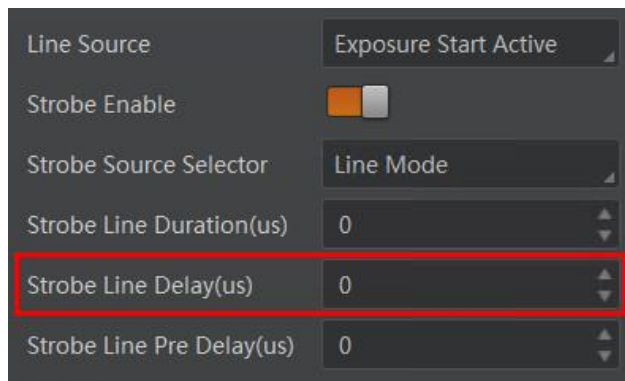 Line Source Exposure Start Active
Strobe Enable
Strobe Source Selector Line Mode
Strobe Line Duration(us) 0
Strobe Line Delay(us) 0
Strobe Line Pre Delay(us) 0